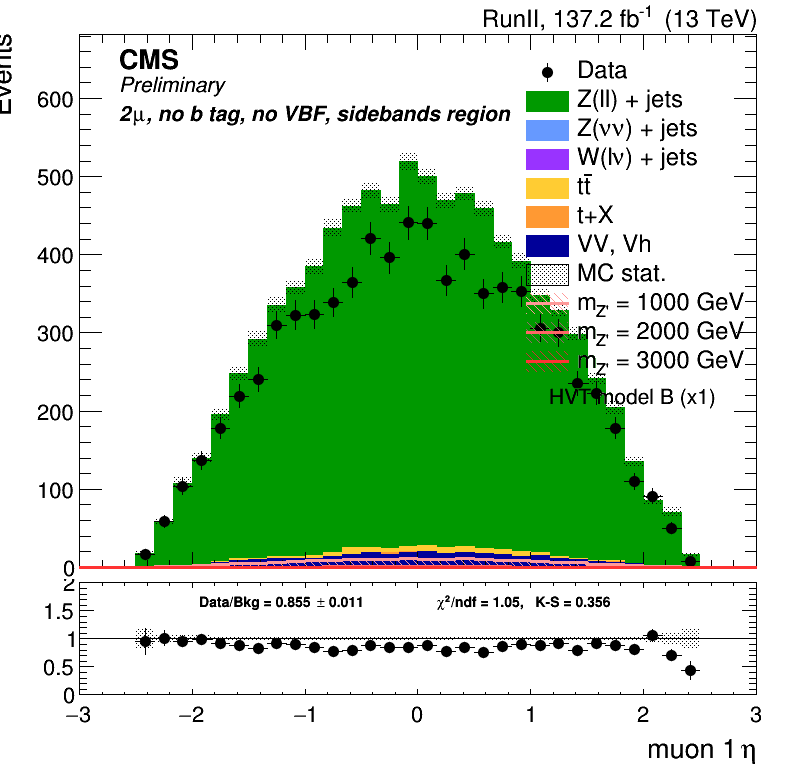 RunII, 137.2 fb-1 (13 TeV)
Events
CMS
Preliminary
2μ, no b tag, no VBF, sidebands region
Data
Z(ll) + jets
Z(νν) + jets
W(lν) + jets
tt̄
t+X
VV, Vh
MC stat.
mZ' = 1000 GeV
mZ' = 2000 GeV
mZ' = 3000 GeV
HVT model B (x1)
600
500
400
300
200
100
0
Data/Bkg = 0.855 ± 0.011
χ²/ndf = 1.05, K-S = 0.356
2
1.5
1
0.5
0
−3 −2 −1 0 1 2 3
muon 1 η